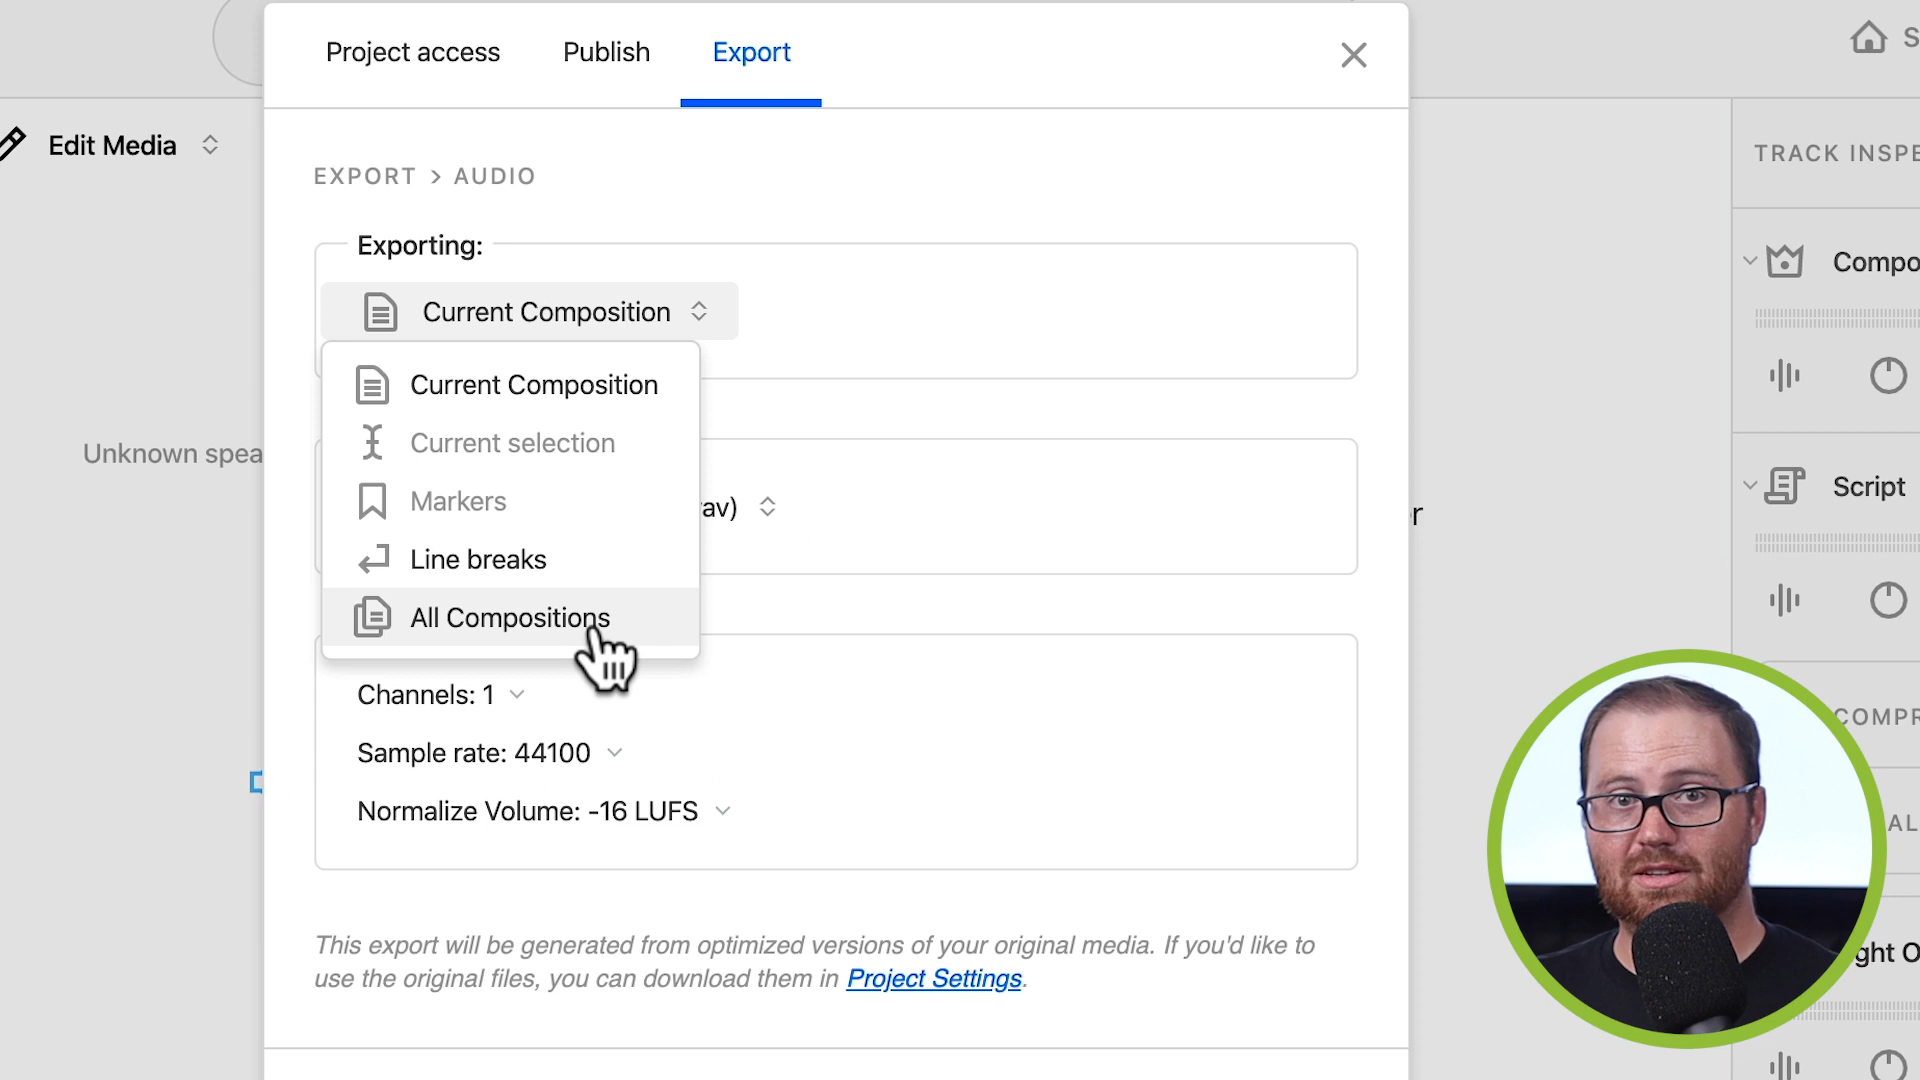 Project access
Publish
Export
S
Edit Media
TRACK INSPE
EXPORT > AUDIO
Exporting:
Current Composition
Compo
Current Composition
Current selection
Unknown spea
Markers
av)
r
Script
Line breaks
All Compositions
Channels: 1
COMPR
Sample rate: 44100
Normalize Volume: -16 LUFS
AL
This export will be generated from optimized versions of your original media. If you'd like to
use the original files, you can download them in Project Settings.
ght O